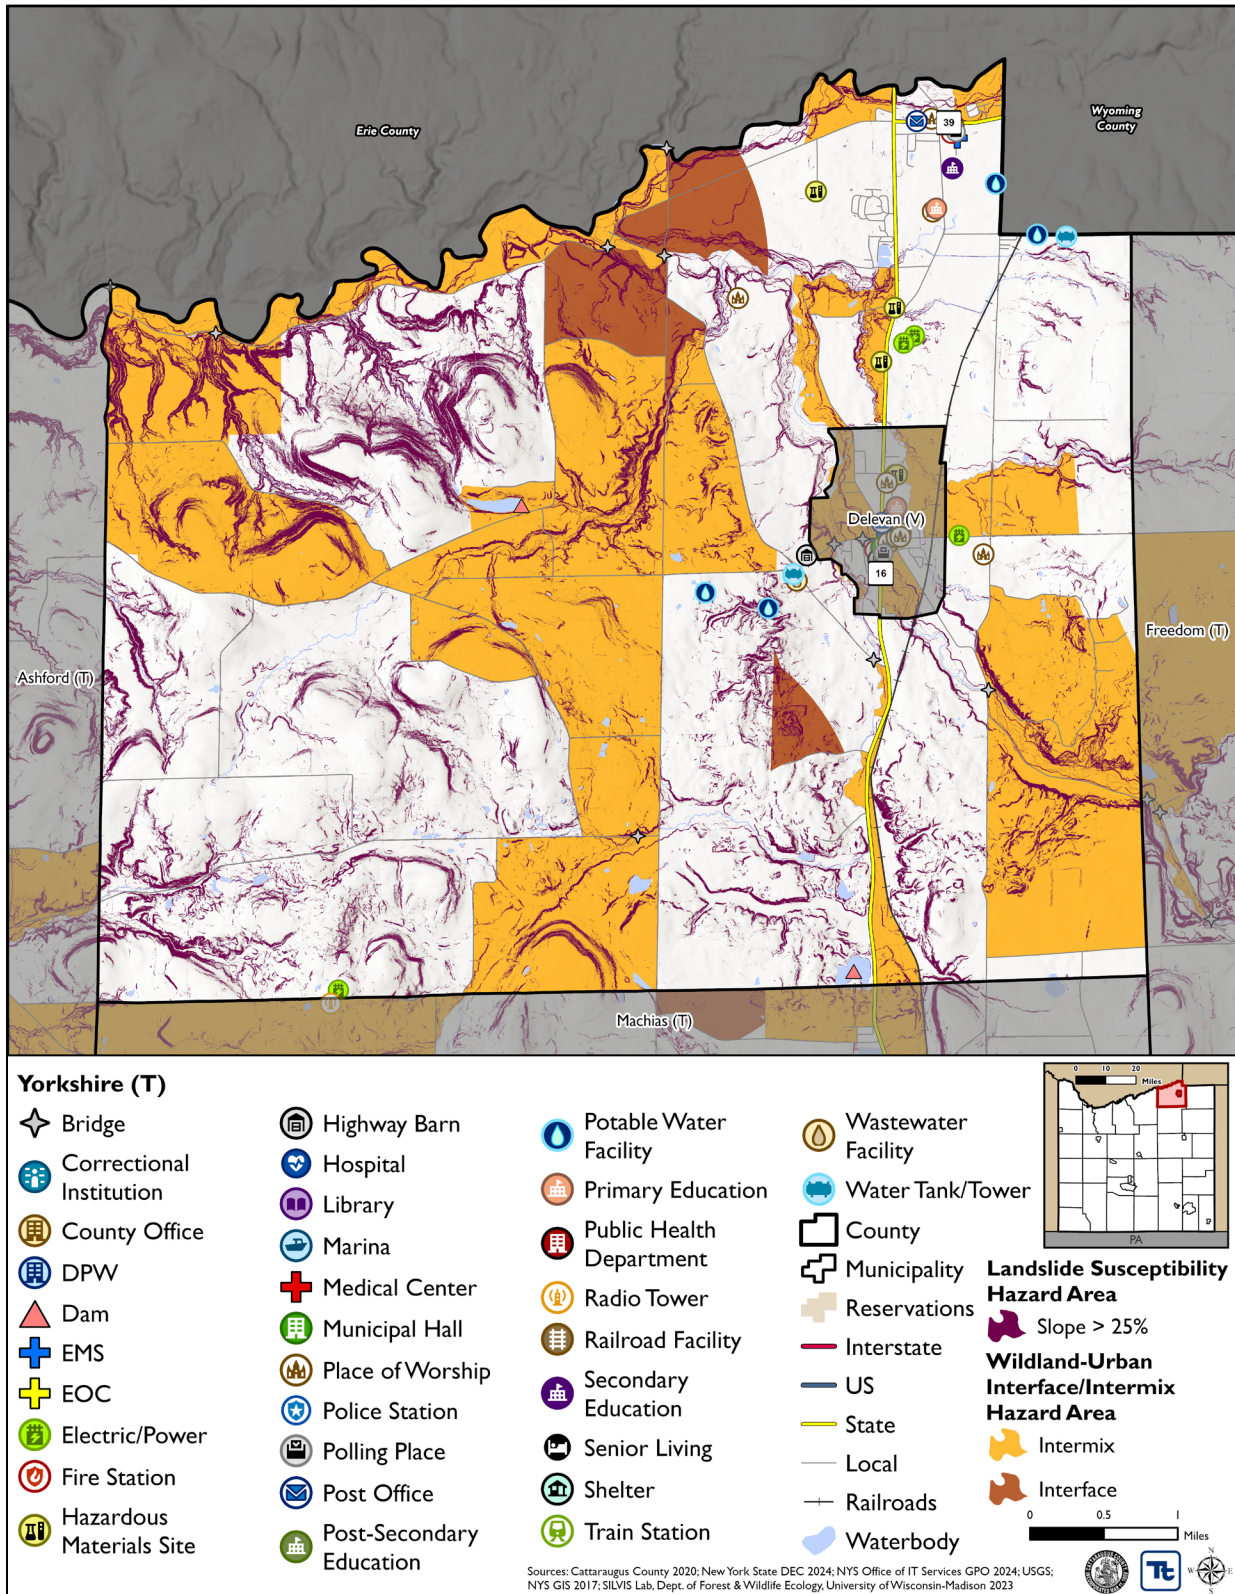 Erie County
Wyoming
County
39
Delevan (V)
16
Freedom (T)
Ashford (T)
Machias (T)
Yorkshire (T)
Bridge
Correctional
Institution
County Office
DPW
Dam
EMS
EOC
Electric/Power
Fire Station
Hazardous
Materials Site
Highway Barn
Hospital
Library
Marina
Medical Center
Municipal Hall
Place of Worship
Police Station
Polling Place
Post Office
Post-Secondary
Education
Potable Water
Facility
Primary Education
Public Health
Department
Radio Tower
Railroad Facility
Secondary
Education
Senior Living
Shelter
Train Station
Wastewater
Facility
Water Tank/Tower
County
Municipality
Reservations
Interstate
US
State
Local
Railroads
Waterbody
0 10 20
Miles
PA
Landslide Susceptibility
Hazard Area
Slope > 25%
Wildland-Urban
Interface/Intermix
Hazard Area
Intermix
Interface
0 0.5 1
Miles
Tt
N
W E
S
Sources: Cattaraugus County 2020; New York State DEC 2024; NYS Office of IT Services GPO 2024; USGS;
NYS GIS 2017; SILVIS Lab, Dept. of Forest & Wildlife Ecology, University of Wisconsin-Madison 2023